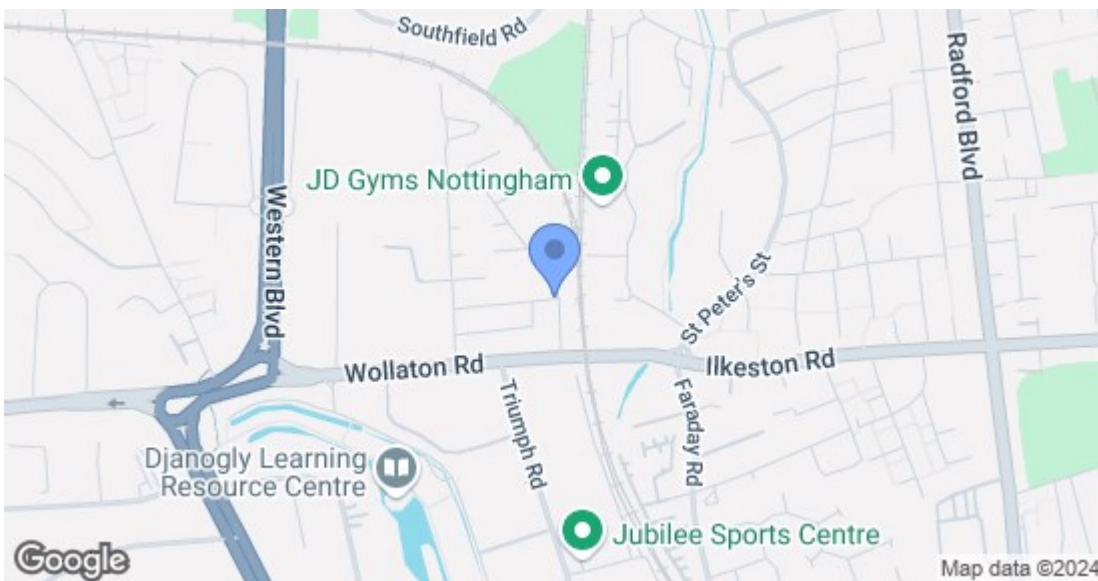 Southfield Rd
Radford Blvd
JD Gyms Nottingham
Western Blvd
St Peter's St
Wollaton Rd
Ilkeston Rd
Triumph Rd
Faraday Rd
Djanogly Learning
Resource Centre
Jubilee Sports Centre
Google
Map data ©2024